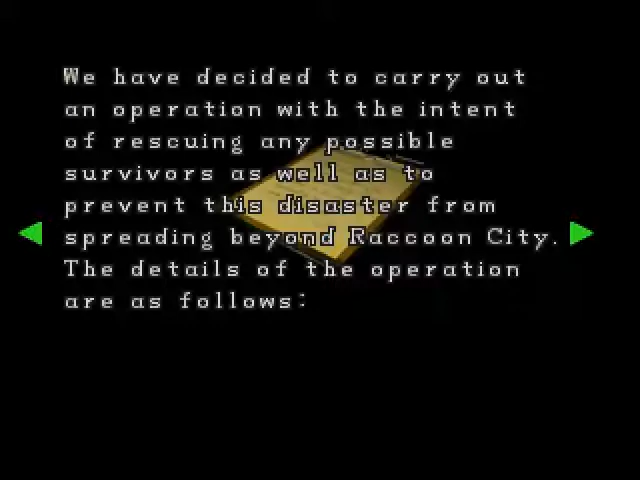 We have decided to carry out
an operation with the intent
of rescuing any possible
survivors as well as to
prevent this disaster from
spreading beyond Raccoon City.
The details of the operation
are as follows: